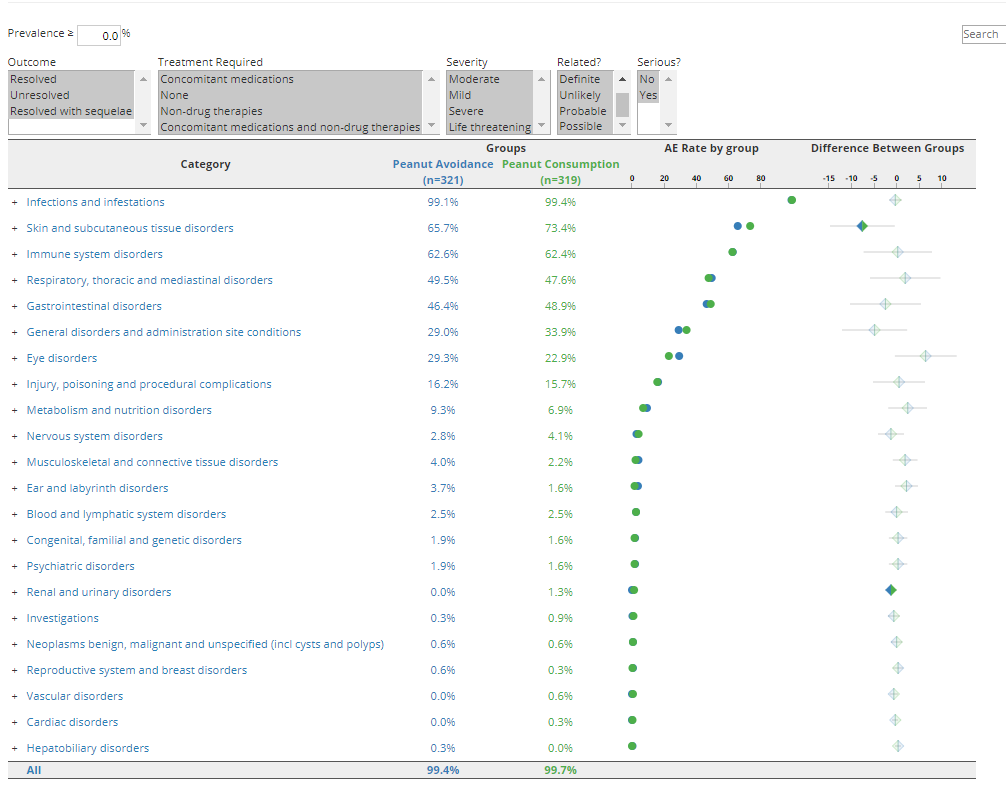 Prevalence ≥ 0.0 %
Search
Outcome Treatment Required Severity Related? Serious?
Resolved Concomitant medications Moderate Definite No
Unresolved None Mild Unlikely Yes
Resolved with sequelae Non-drug therapies Severe Probable
Concomitant medications and non-drug therapies Life threatening Possible
Groups AE Rate by group Difference Between Groups
Category Peanut Avoidance Peanut Consumption
(n=321) (n=319) 0 20 40 60 80 -15 -10 -5 0 5 10
+ Infections and infestations 99.1% 99.4%
+ Skin and subcutaneous tissue disorders 65.7% 73.4%
+ Immune system disorders 62.6% 62.4%
+ Respiratory, thoracic and mediastinal disorders 49.5% 47.6%
+ Gastrointestinal disorders 46.4% 48.9%
+ General disorders and administration site conditions 29.0% 33.9%
+ Eye disorders 29.3% 22.9%
+ Injury, poisoning and procedural complications 16.2% 15.7%
+ Metabolism and nutrition disorders 9.3% 6.9%
+ Nervous system disorders 2.8% 4.1%
+ Musculoskeletal and connective tissue disorders 4.0% 2.2%
+ Ear and labyrinth disorders 3.7% 1.6%
+ Blood and lymphatic system disorders 2.5% 2.5%
+ Congenital, familial and genetic disorders 1.9% 1.6%
+ Psychiatric disorders 1.9% 1.6%
+ Renal and urinary disorders 0.0% 1.3%
+ Investigations 0.3% 0.9%
+ Neoplasms benign, malignant and unspecified (incl cysts and polyps) 0.6% 0.6%
+ Reproductive system and breast disorders 0.6% 0.3%
+ Vascular disorders 0.0% 0.6%
+ Cardiac disorders 0.0% 0.3%
+ Hepatobiliary disorders 0.3% 0.0%
All 99.4% 99.7%